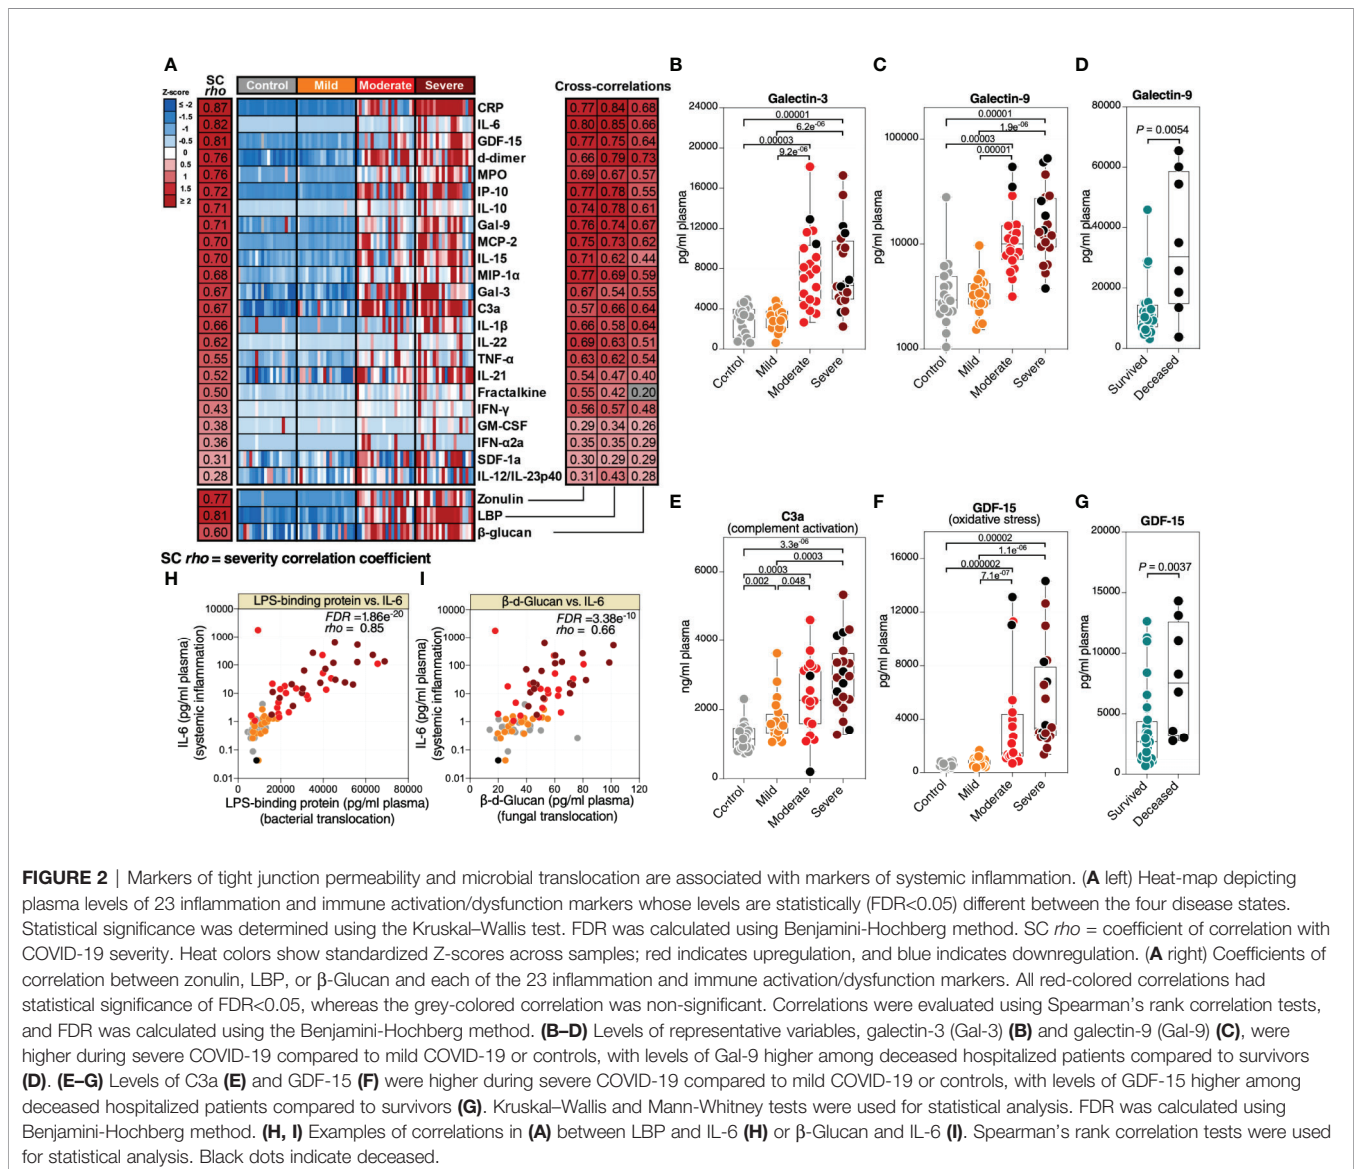 A
Z-score
≤ -2
-1.5
-1
-0.5
0
0.5
1
1.5
≥ 2
SC
rho
Control Mild Moderate Severe
Cross-correlations
0.87 CRP 0.77 0.84 0.68
0.82 IL-6 0.80 0.85 0.66
0.81 GDF-15 0.77 0.75 0.64
0.76 d-dimer 0.66 0.79 0.73
0.76 MPO 0.69 0.67 0.57
0.72 IP-10 0.77 0.78 0.55
0.71 IL-10 0.74 0.78 0.61
0.71 Gal-9 0.76 0.74 0.67
0.70 MCP-2 0.75 0.73 0.62
0.70 IL-15 0.71 0.62 0.44
0.68 MIP-1α 0.77 0.69 0.59
0.67 Gal-3 0.67 0.54 0.55
0.67 C3a 0.57 0.66 0.64
0.66 IL-1β 0.66 0.58 0.64
0.62 IL-22 0.69 0.63 0.51
0.55 TNF-α 0.63 0.62 0.54
0.52 IL-21 0.54 0.47 0.40
0.50 Fractalkine 0.55 0.42 0.20
0.43 IFN-γ 0.56 0.57 0.48
0.38 GM-CSF 0.29 0.34 0.26
0.36 IFN-α2a 0.35 0.35 0.29
0.31 SDF-1a 0.30 0.29 0.29
0.28 IL-12/IL-23p40 0.31 0.43 0.28
0.77 Zonulin
0.81 LBP
0.60 β-glucan
SC rho = severity correlation coefficient
B
Galectin-3
24000
20000
16000
12000
8000
4000
0
pg/ml plasma
0.00001
6.2e-06
0.00003
9.2e-06
Control Mild Moderate Severe
C
Galectin-9
100000
10000
1000
pg/ml plasma
0.00001
1.9e-06
0.00003
0.00001
Control Mild Moderate Severe
D
Galectin-9
80000
60000
40000
20000
0
pg/ml plasma
P = 0.0054
Survived Deceased
E
C3a
(complement activation)
6000
4000
2000
0
ng/ml plasma
3.3e-06
0.0003
0.0003
0.002 0.048
Control Mild Moderate Severe
F
GDF-15
(oxidative stress)
16000
12000
8000
4000
0
pg/ml plasma
0.00002
1.1e-06
0.000002
7.1e-07
Control Mild Moderate Severe
G
GDF-15
20000
15000
10000
5000
0
pg/ml plasma
P = 0.0037
Survived Deceased
H
LPS-binding protein vs. IL-6
FDR =1.86e-20
rho = 0.85
10000
1000
100
10
1
0.1
0.01
IL-6 (pg/ml plasma)
(systemic inflammation)
0 20000 40000 60000 80000
LPS-binding protein (pg/ml plasma)
(bacterial translocation)
I
β-d-Glucan vs. IL-6
FDR =3.38e-10
rho = 0.66
10000
1000
100
10
1
0.1
0.01
IL-6 (pg/ml plasma)
(systemic inflammation)
0 20 40 60 80 100 120
β-d-Glucan (pg/ml plasma)
(fungal translocation)
FIGURE 2 | Markers of tight junction permeability and microbial translocation are associated with markers of systemic inflammation. (A left) Heat-map depicting
plasma levels of 23 inflammation and immune activation/dysfunction markers whose levels are statistically (FDR<0.05) different between the four disease states.
Statistical significance was determined using the Kruskal–Wallis test. FDR was calculated using Benjamini-Hochberg method. SC rho = coefficient of correlation with
COVID-19 severity. Heat colors show standardized Z-scores across samples; red indicates upregulation, and blue indicates downregulation. (A right) Coefficients of
correlation between zonulin, LBP, or β-Glucan and each of the 23 inflammation and immune activation/dysfunction markers. All red-colored correlations had
statistical significance of FDR<0.05, whereas the grey-colored correlation was non-significant. Correlations were evaluated using Spearman's rank correlation tests,
and FDR was calculated using the Benjamini-Hochberg method. (B–D) Levels of representative variables, galectin-3 (Gal-3) (B) and galectin-9 (Gal-9) (C), were
higher during severe COVID-19 compared to mild COVID-19 or controls, with levels of Gal-9 higher among deceased hospitalized patients compared to survivors
(D). (E–G) Levels of C3a (E) and GDF-15 (F) were higher during severe COVID-19 compared to mild COVID-19 or controls, with levels of GDF-15 higher among
deceased hospitalized patients compared to survivors (G). Kruskal–Wallis and Mann-Whitney tests were used for statistical analysis. FDR was calculated using
Benjamini-Hochberg method. (H, I) Examples of correlations in (A) between LBP and IL-6 (H) or β-Glucan and IL-6 (I). Spearman's rank correlation tests were used
for statistical analysis. Black dots indicate deceased.